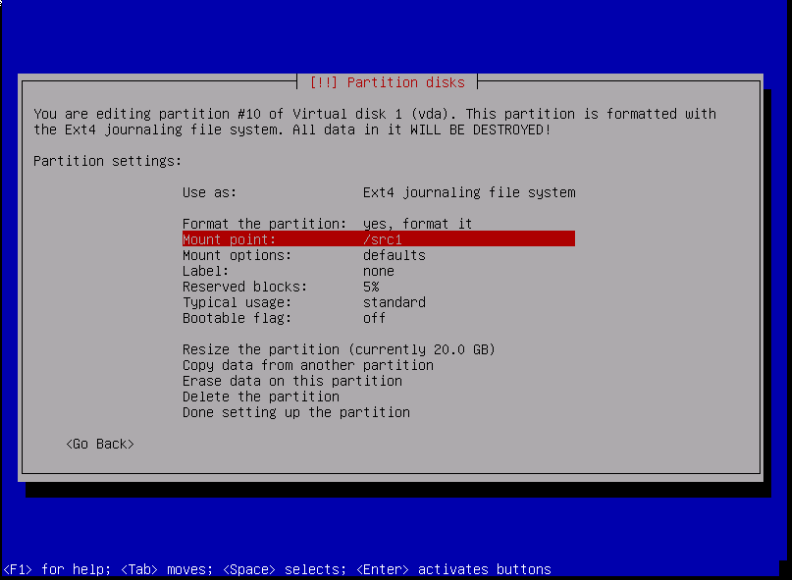 [!!] Partition disks
You are editing partition #10 of Virtual disk 1 (vda). This partition is formatted with
the Ext4 journaling file system. All data in it WILL BE DESTROYED!
Partition settings:
Use as: Ext4 journaling file system
Format the partition: yes, format it
Mount point: /src1
Mount options: defaults
Label: none
Reserved blocks: 5%
Typical usage: standard
Bootable flag: off
Resize the partition (currently 20.0 GB)
Copy data from another partition
Erase data on this partition
Delete the partition
Done setting up the partition
<Go Back>
<F1> for help; <Tab> moves; <Space> selects; <Enter> activates buttons